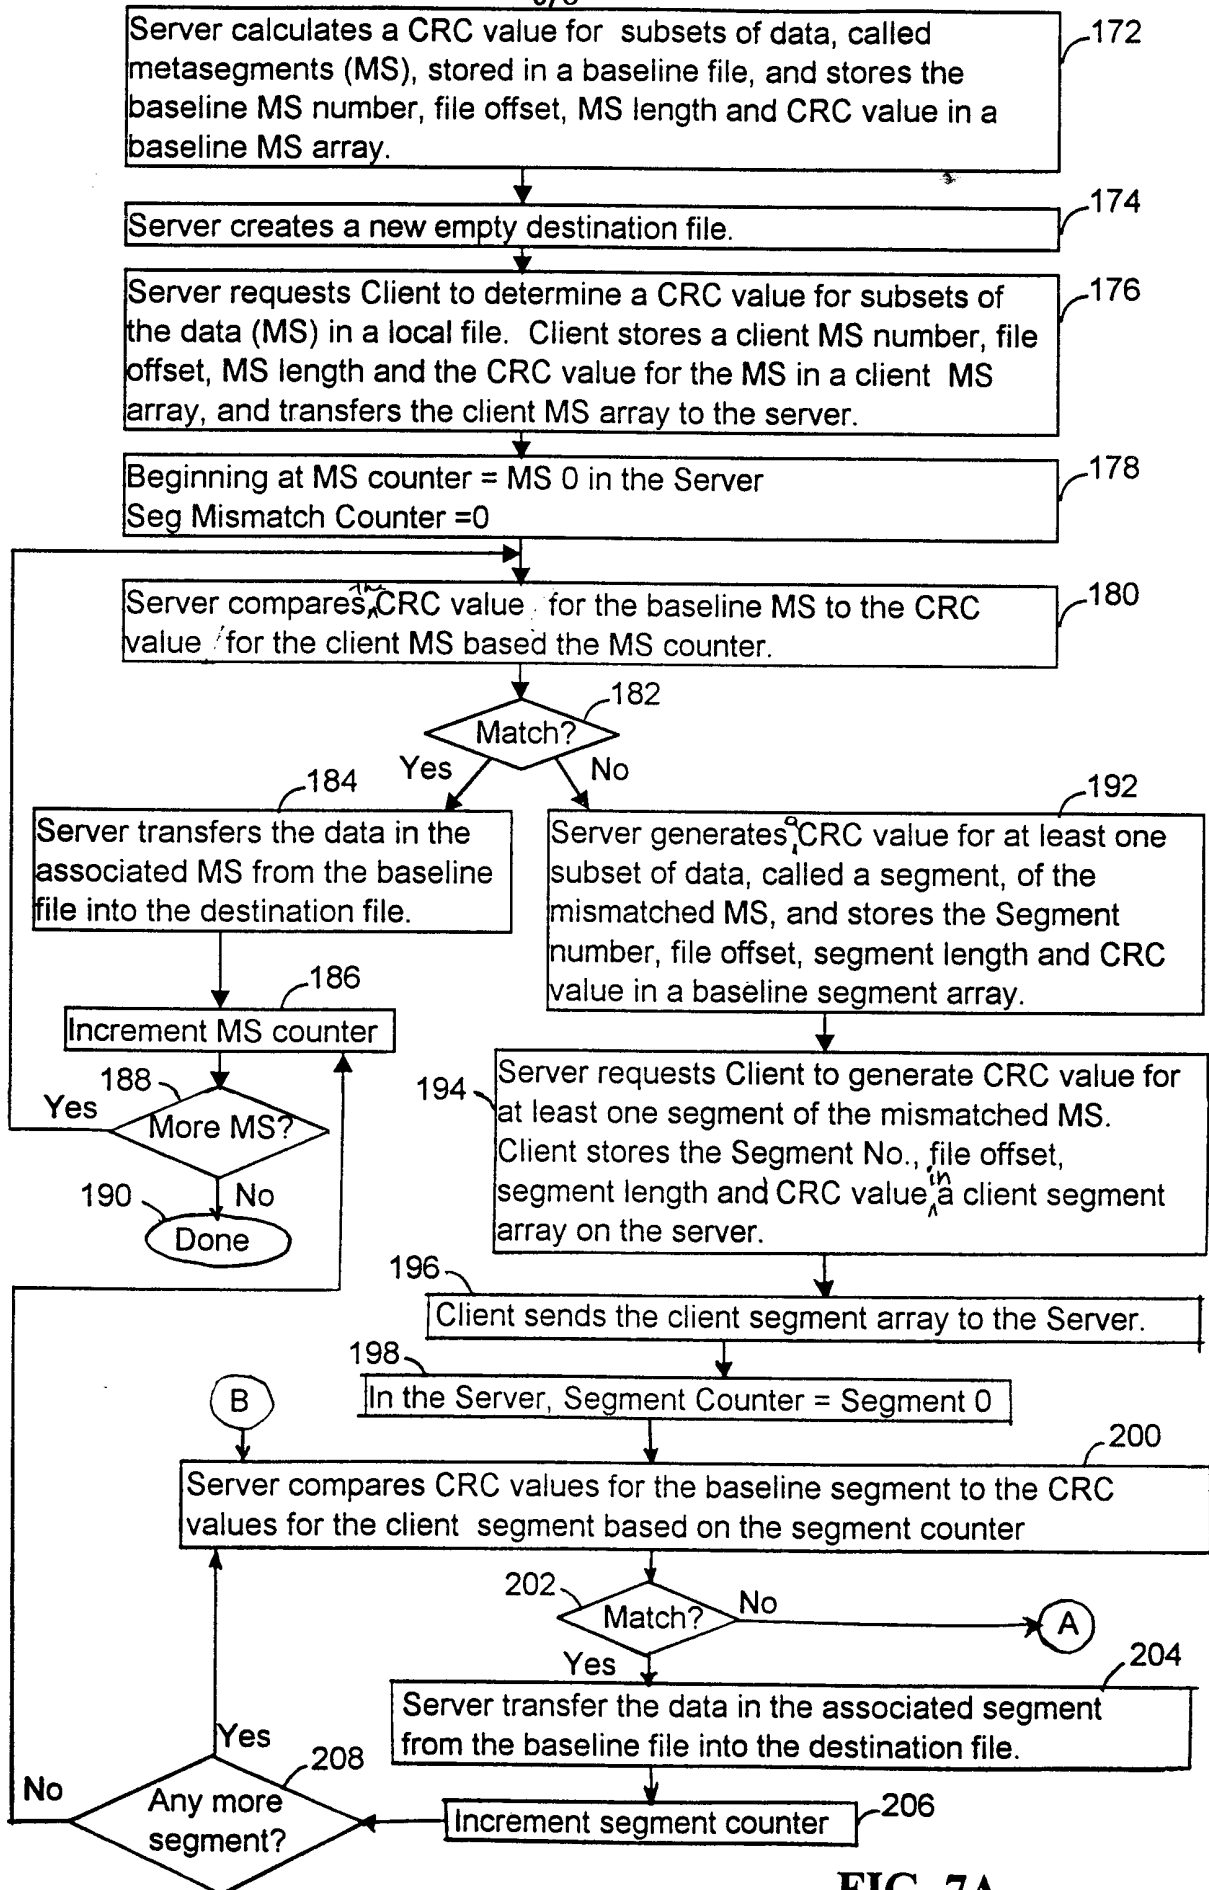 Server calculates a CRC value for subsets of data, called
metasegments (MS), stored in a baseline file, and stores the
baseline MS number, file offset, MS length and CRC value in a
baseline MS array.
172
Server creates a new empty destination file.
174
Server requests Client to determine a CRC value for subsets of
the data (MS) in a local file. Client stores a client MS number, file
offset, MS length and the CRC value for the MS in a client MS
array, and transfers the client MS array to the server.
176
Beginning at MS counter = MS 0 in the Server
Seg Mismatch Counter =0
178
Server compares the CRC value for the baseline MS to the CRC
value for the client MS based the MS counter.
180
182
Match?
Yes
No
184
Server transfers the data in the
associated MS from the baseline
file into the destination file.
186
Increment MS counter
188
Yes
More MS?
190
No
Done
192
Server generates a CRC value for at least one
subset of data, called a segment, of the
mismatched MS, and stores the Segment
number, file offset, segment length and CRC
value in a baseline segment array.
194
Server requests Client to generate CRC value for
at least one segment of the mismatched MS.
Client stores the Segment No., file offset,
segment length and CRC value in a client segment
array on the server.
196
Client sends the client segment array to the Server.
198
In the Server, Segment Counter = Segment 0
B
200
Server compares CRC values for the baseline segment to the CRC
values for the client segment based on the segment counter
202
Match?
No
A
Yes
204
Server transfer the data in the associated segment
from the baseline file into the destination file.
206
Increment segment counter
208
Any more
segment?
Yes
No
FIG. 7A